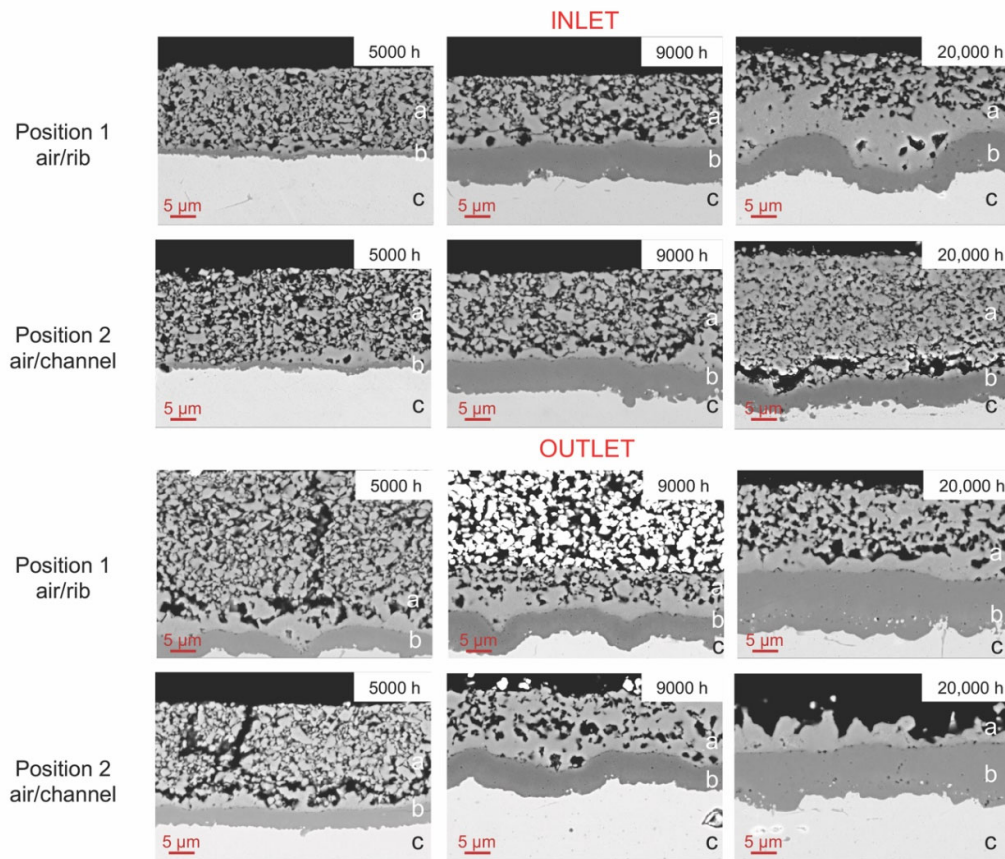 INLET
5000 h
9000 h
20,000 h
Position 1
air/rib
a
b
c
5 µm
a
b
c
5 µm
a
b
c
5 µm
5000 h
9000 h
20,000 h
Position 2
air/channel
a
b
c
5 µm
a
b
c
5 µm
a
b
c
5 µm
OUTLET
5000 h
9000 h
20,000 h
Position 1
air/rib
a
b
5 µm
a
b
c
5 µm
a
b
5 µm
5000 h
9000 h
20,000 h
Position 2
air/channel
a
b
c
5 µm
a
b
c
5 µm
a
b
c
5 µm